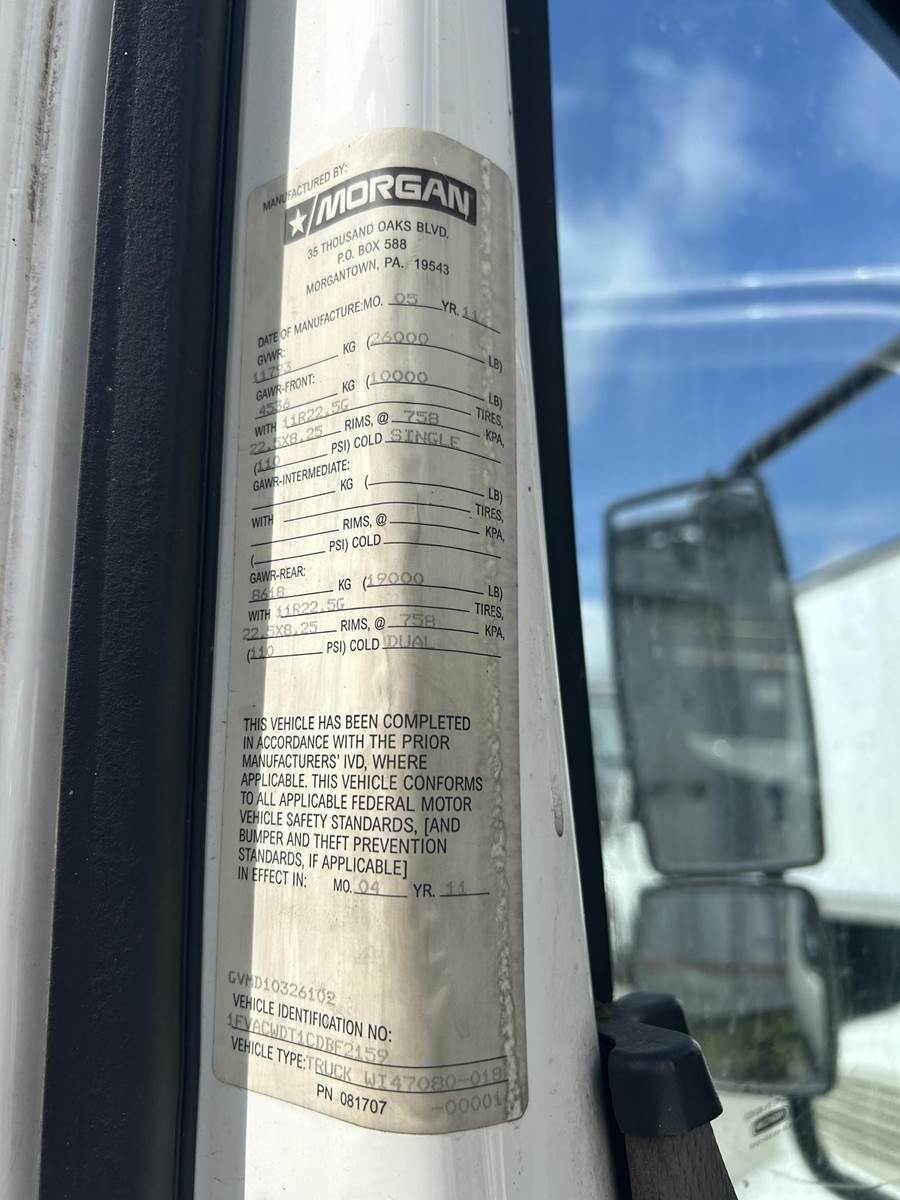 MANUFACTURED BY:
MORGAN
35 THOUSAND OAKS BLVD.
P.O. BOX 588
MORGANTOWN, PA. 19543
DATE OF MANUFACTURE:MO. 05 YR. 11
GVWR:
11793 KG (26000 LB)
GAWR-FRONT:
4536 KG (10000 LB)
WITH 11R22.5G TIRES,
22.5X8.25 RIMS, @ 758 KPA,
(110 PSI) COLD SINGLE
GAWR-INTERMEDIATE:
KG ( LB)
WITH TIRES,
RIMS, @ KPA,
( PSI) COLD
GAWR-REAR:
8618 KG (19000 LB)
WITH 11R22.5G TIRES,
22.5X8.25 RIMS, @ 758 KPA,
(110 PSI) COLD DUAL
THIS VEHICLE HAS BEEN COMPLETED
IN ACCORDANCE WITH THE PRIOR
MANUFACTURERS' IVD, WHERE
APPLICABLE. THIS VEHICLE CONFORMS
TO ALL APPLICABLE FEDERAL MOTOR
VEHICLE SAFETY STANDARDS, [AND
BUMPER AND THEFT PREVENTION
STANDARDS, IF APPLICABLE]
IN EFFECT IN: MO. 04 YR. 11
GVMD10326102
VEHICLE IDENTIFICATION NO:
1FVACWDT1CDBF2159
VEHICLE TYPE:TRUCK WI47080-018
PN 081707 -00001